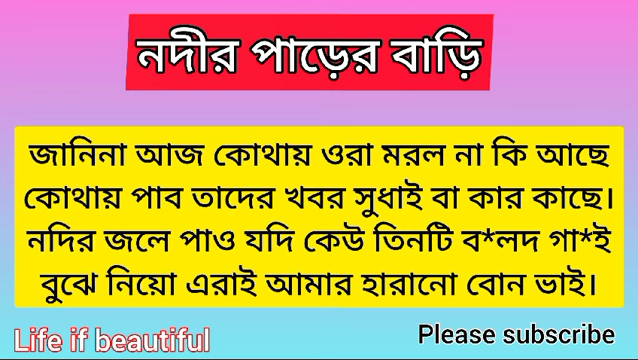 নদীর পাড়ের বাড়ি
জানিনা আজ কোথায় ওরা মরল না কি আছে
কোথায় পাব তাদের খবর সুধাই বা কার কাছে।
নদির জলে পাও যদি কেউ তিনটি ব*লদ গা*ই
বুঝে নিয়ো এরাই আমার হারানো বোন ভাই।
Life if beautiful
Please subscribe